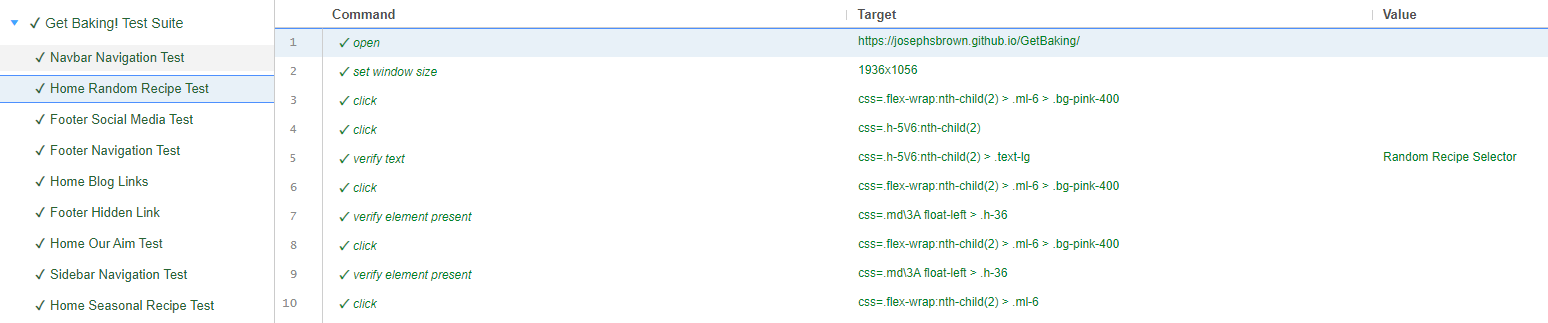 Get Baking! Test Suite
Navbar Navigation Test
Home Random Recipe Test
Footer Social Media Test
Footer Navigation Test
Home Blog Links
Footer Hidden Link
Home Our Aim Test
Sidebar Navigation Test
Home Seasonal Recipe Test
Command Target Value
1 ✓ open https://josephsbrown.github.io/GetBaking/
2 ✓ set window size 1936x1056
3 ✓ click css=.flex-wrap:nth-child(2) > .ml-6 > .bg-pink-400
4 ✓ click css=.h-5\/6:nth-child(2)
5 ✓ verify text css=.h-5\/6:nth-child(2) > .text-lg Random Recipe Selector
6 ✓ click css=.flex-wrap:nth-child(2) > .ml-6 > .bg-pink-400
7 ✓ verify element present css=.md\3A float-left > .h-36
8 ✓ click css=.flex-wrap:nth-child(2) > .ml-6 > .bg-pink-400
9 ✓ verify element present css=.md\3A float-left > .h-36
10 ✓ click css=.flex-wrap:nth-child(2) > .ml-6